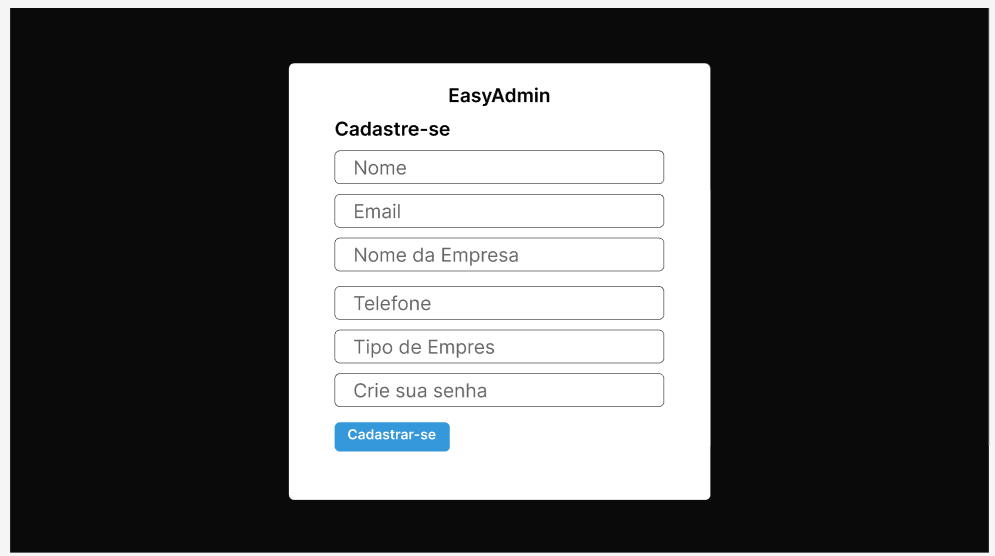 EasyAdmin
Cadastre-se
Nome
Email
Nome da Empresa
Telefone
Tipo de Empres
Crie sua senha
Cadastrar-se